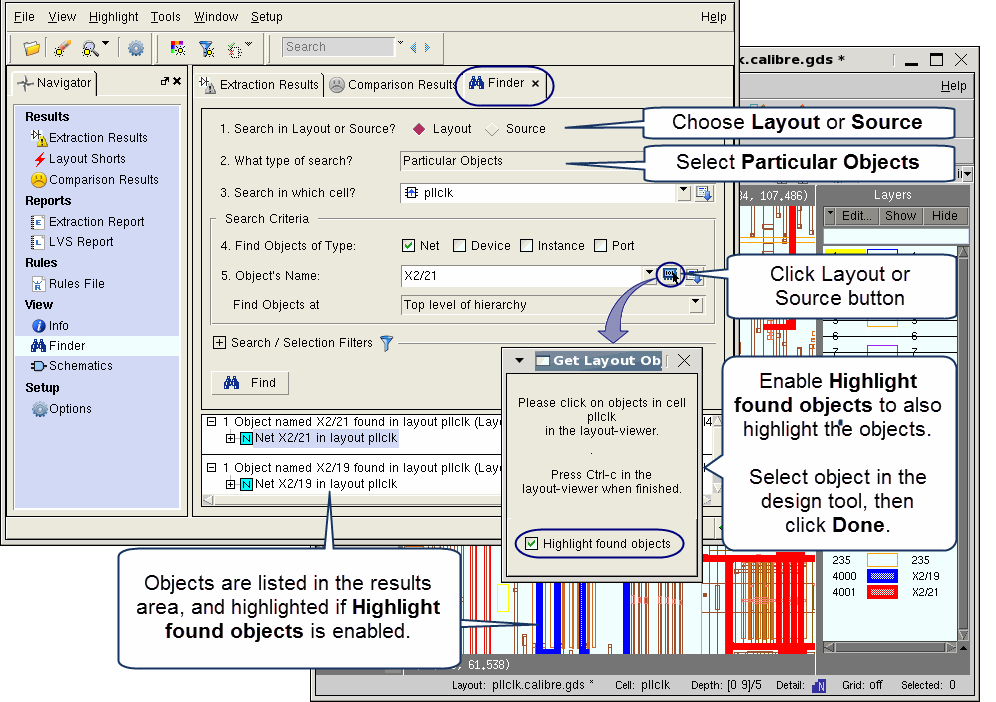 File View Highlight Tools Window Setup Help
Search
Navigator
Results
Extraction Results
Layout Shorts
Comparison Results
Reports
Extraction Report
LVS Report
Rules
Rules File
View
Info
Finder
Schematics
Setup
Options
Extraction Results Comparison Results Finder
1. Search in Layout or Source? Layout Source
2. What type of search? Particular Objects
3. Search in which cell? pllclk
Search Criteria
4. Find Objects of Type: Net Device Instance Port
5. Object's Name: X2/21
Find Objects at Top level of hierarchy
Search / Selection Filters
Find
1 Object named X2/21 found in layout pllclk (Layo
Net X2/21 in layout pllclk
1 Object named X2/19 found in layout pllclk (Layo
Net X2/19 in layout pllclk
Get Layout Ob
Please click on objects in cell
pllclk
in the layout-viewer.
.
Press Ctrl-c in the
layout-viewer when finished.
Highlight found objects
Choose Layout or Source
Select Particular Objects
Click Layout or
Source button
Enable Highlight
found objects to also
highlight the objects.
Select object in the
design tool, then
click Done.
Objects are listed in the results
area, and highlighted if Highlight
found objects is enabled.
k.calibre.gds *
Help
107.486)
Layers
Edit... Show Hide
5 5
6 6
7 7
235 235
4000 X2/19
4001 X2/21
61.538)
Layout: pllclk.calibre.gds * Cell: pllclk Depth: [0 9]/5 Detail: Grid: off Selected: 0